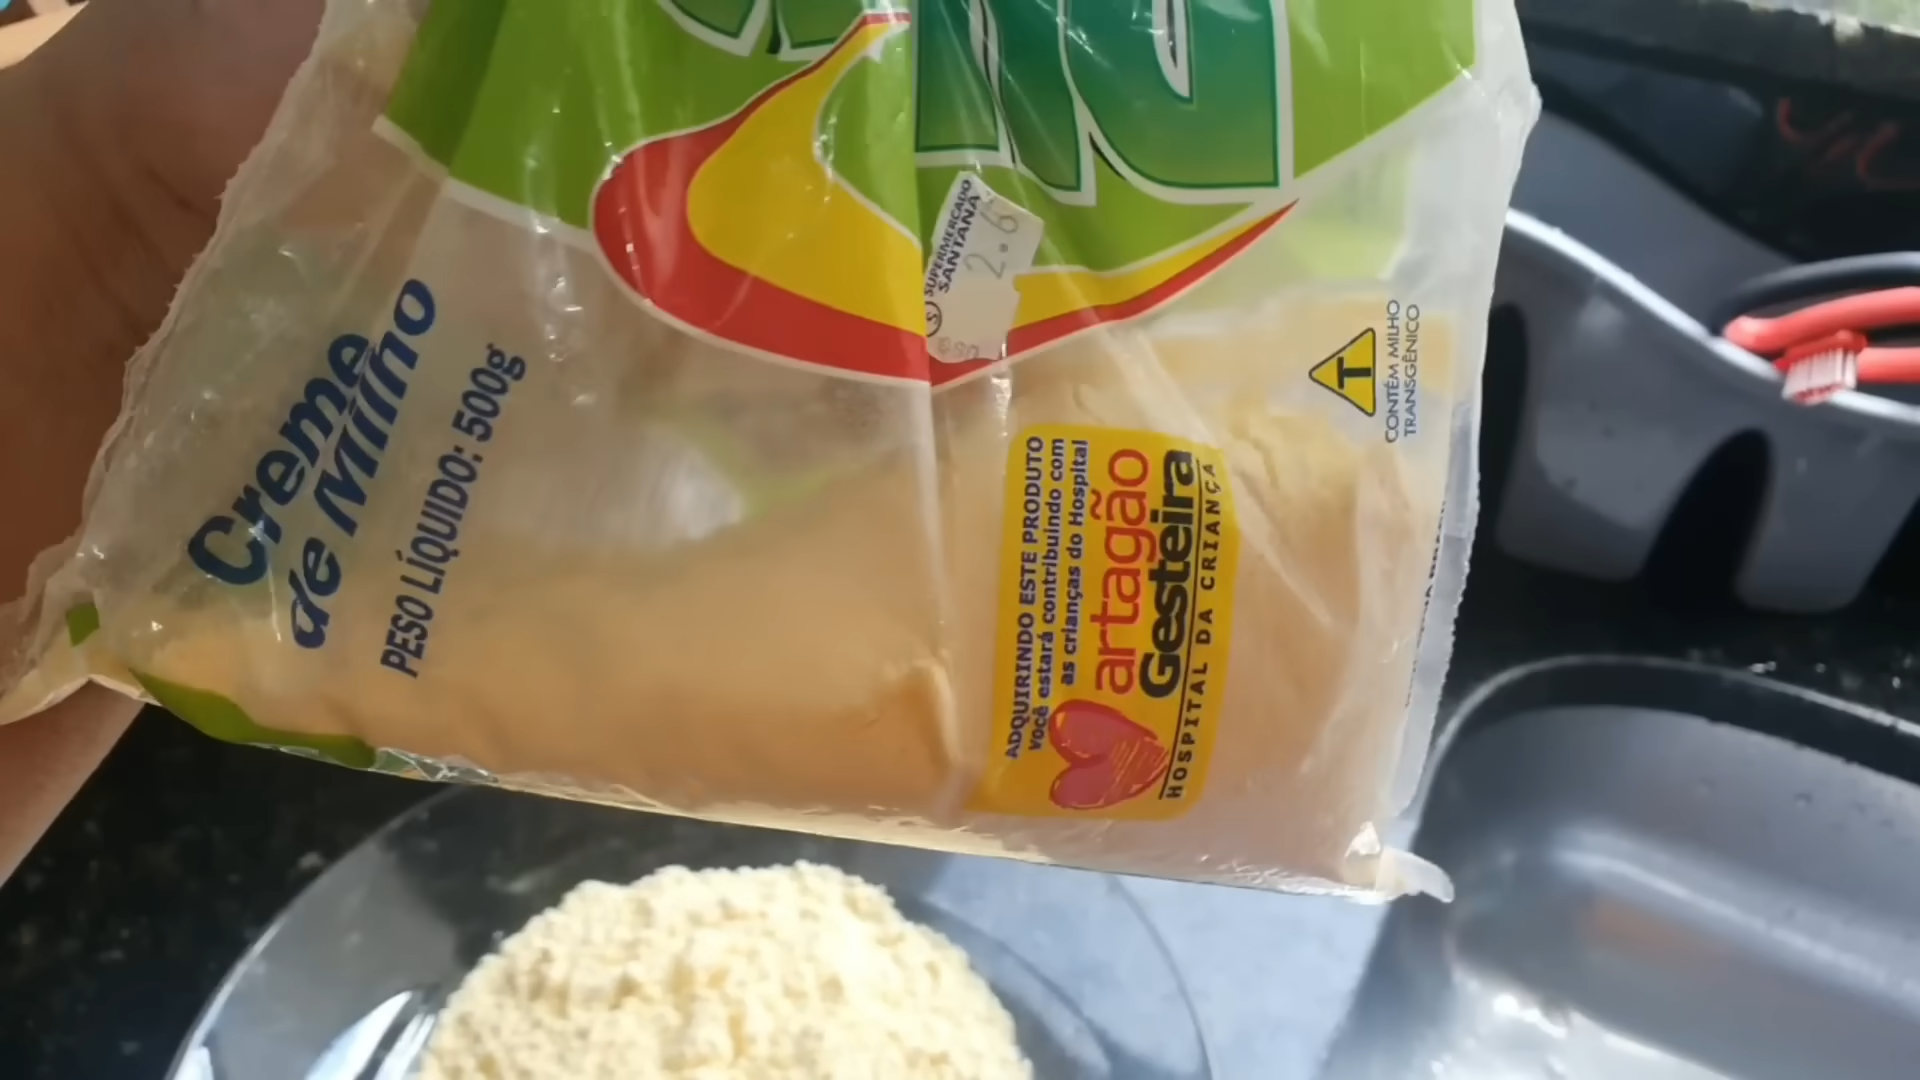 Creme
de Milho
PESO LÍQUIDO: 500g
SUPERMERCADO
SANTANA
2.6
ADQUIRINDO ESTE PRODUTO
você estará contribuindo com
as crianças do Hospital
artagão
Gesteira
HOSPITAL DA CRIANÇA
T
CONTÉM MILHO
TRANSGÊNICO